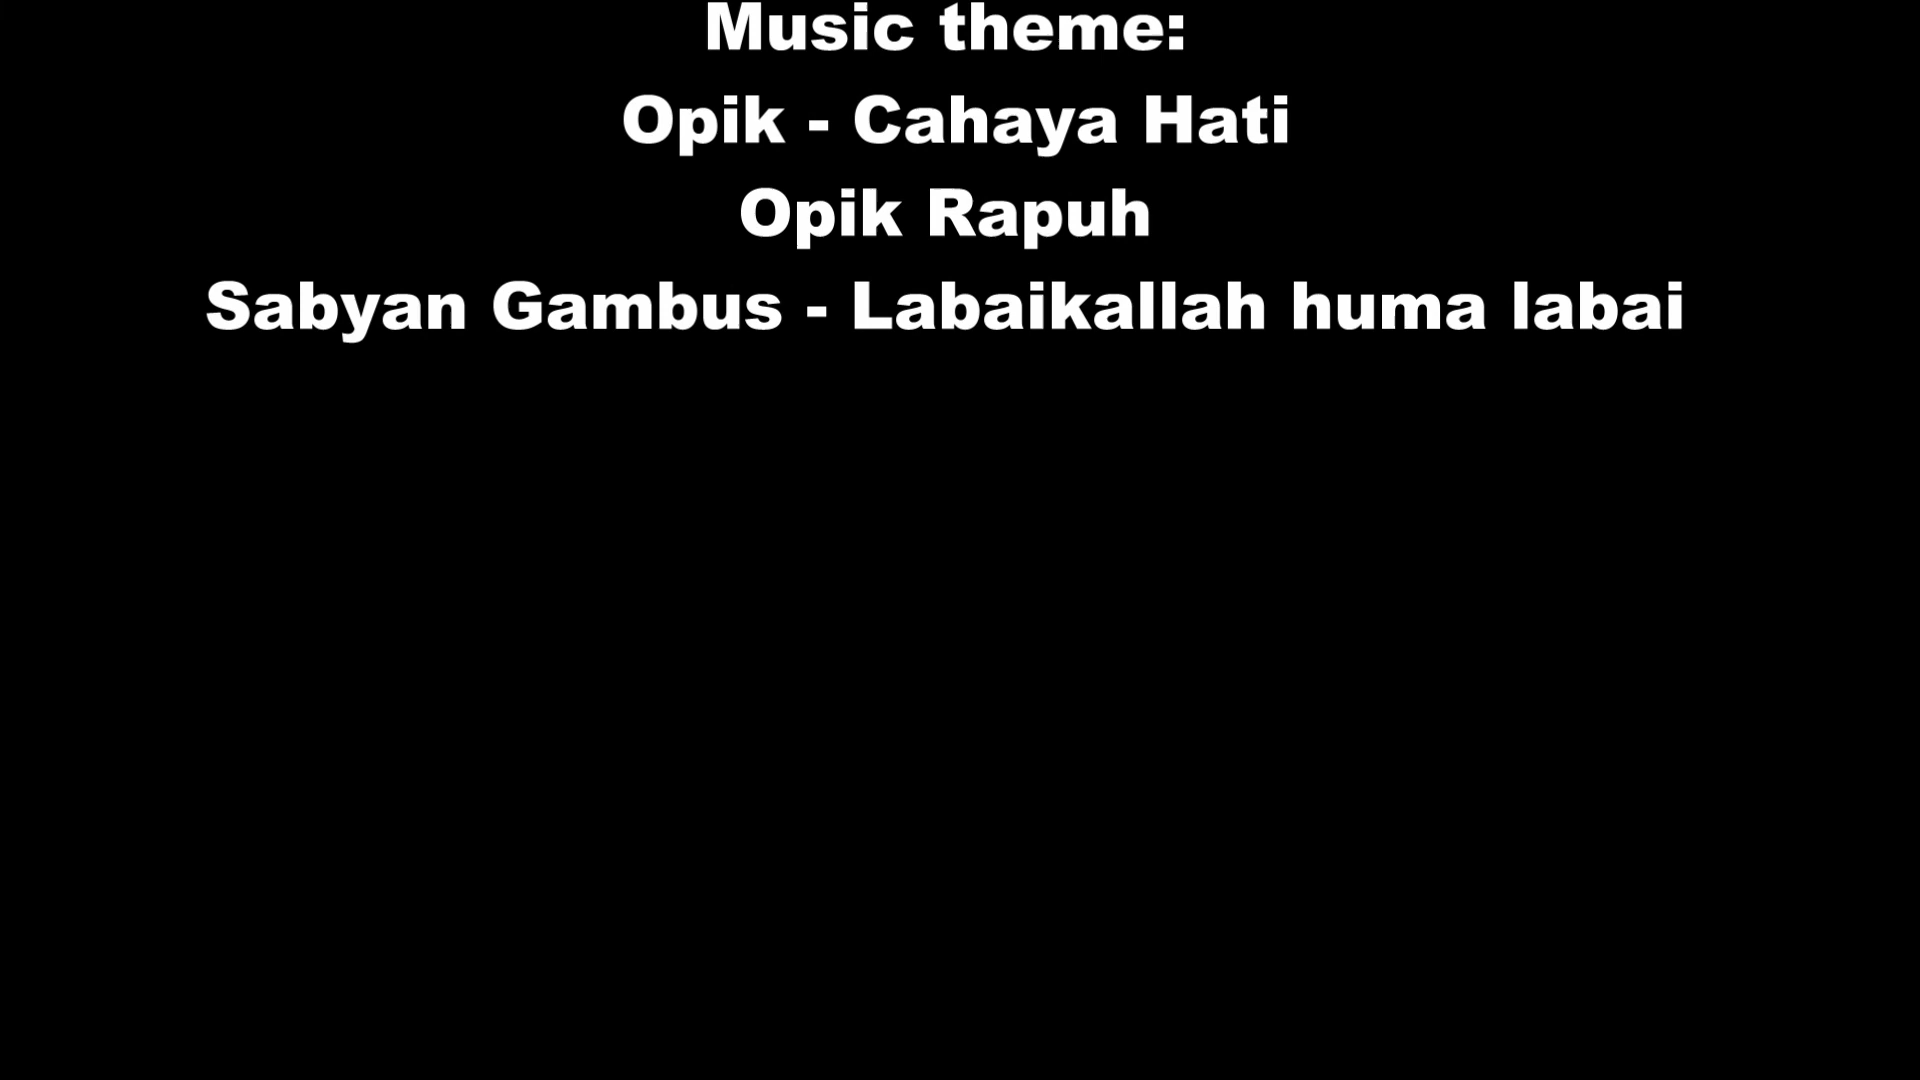 Music theme:
Opik - Cahaya Hati
Opik Rapuh
Sabyan Gambus - Labaikallah huma labai